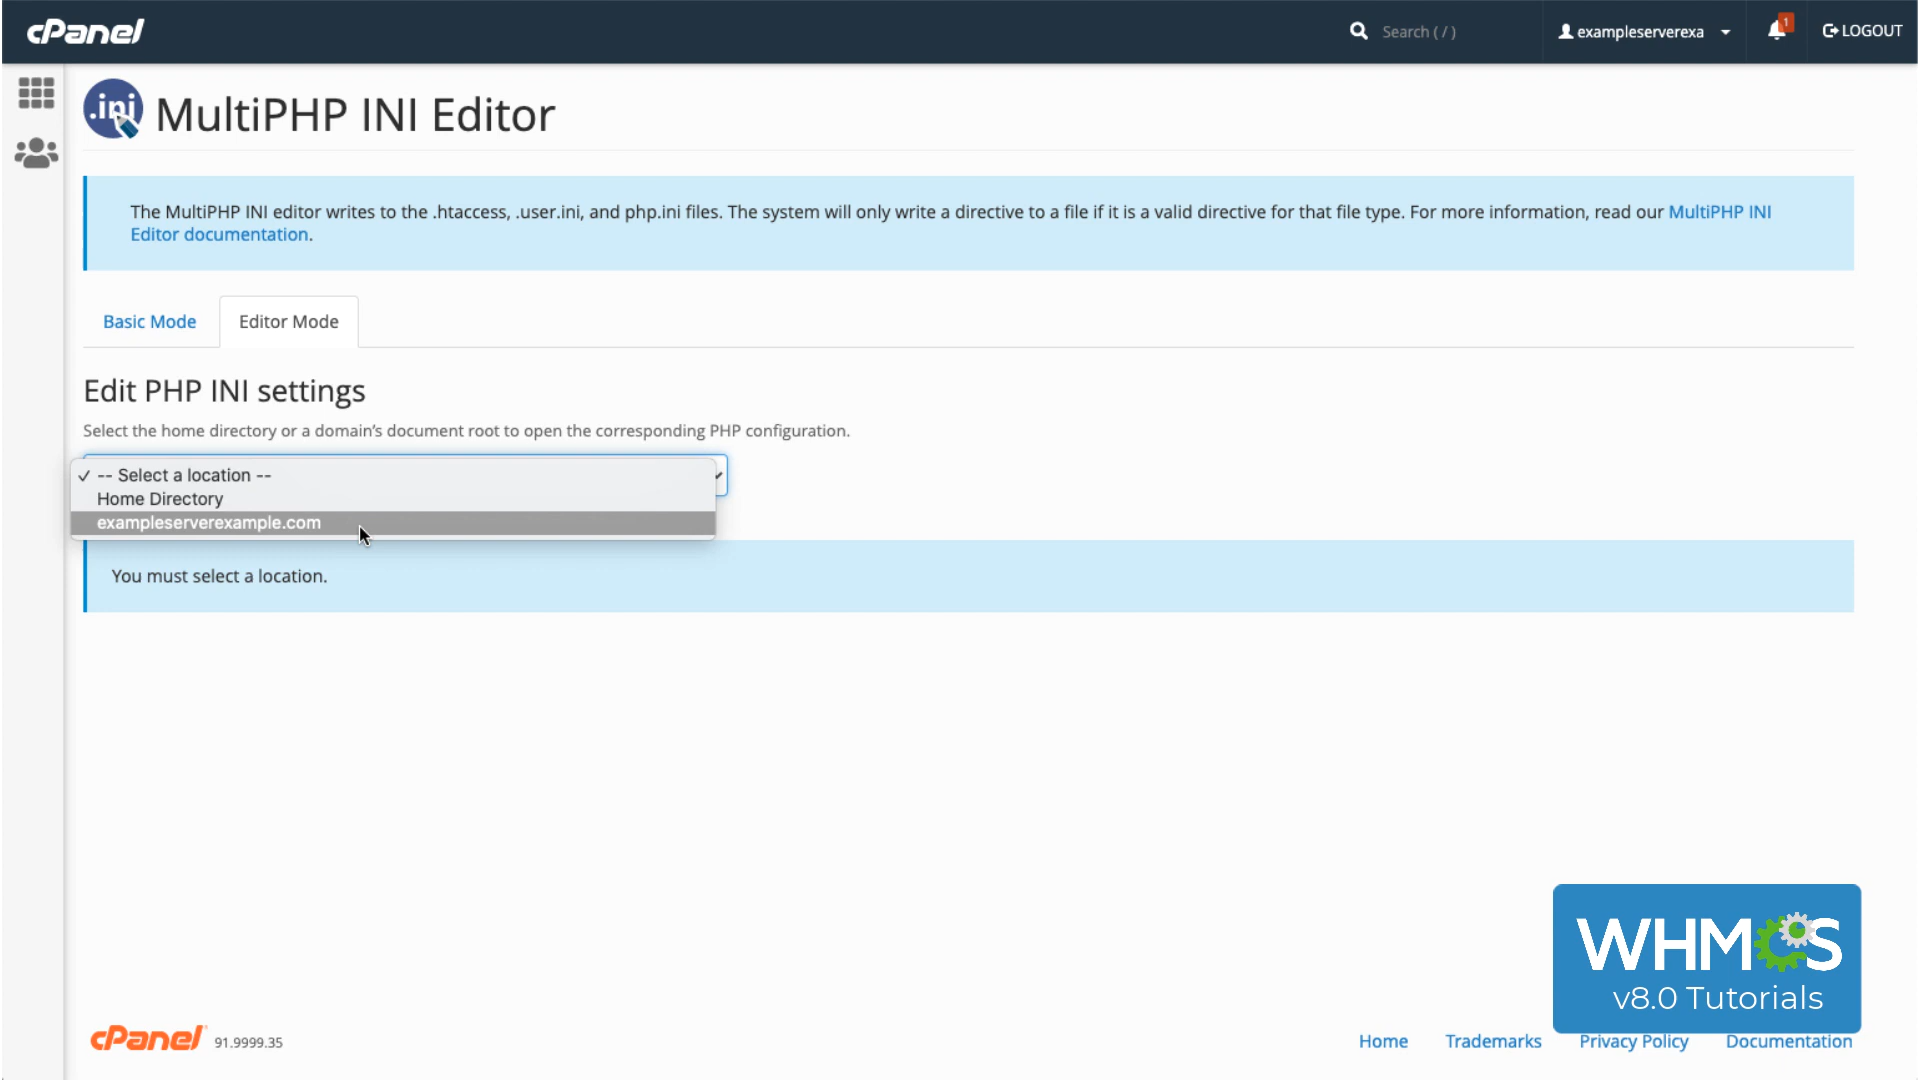 cPanel
Search ( / )
exampleserverexa
1
LOGOUT
.ini
MultiPHP INI Editor
The MultiPHP INI editor writes to the .htaccess, .user.ini, and php.ini files. The system will only write a directive to a file if it is a valid directive for that file type. For more information, read our MultiPHP INI
Editor documentation.
Basic Mode
Editor Mode
Edit PHP INI settings
Select the home directory or a domain's document root to open the corresponding PHP configuration.
✓ -- Select a location --
Home Directory
exampleserverexample.com
You must select a location.
WHMCS
v8.0 Tutorials
cPanel 91.9999.35
Home
Trademarks
Privacy Policy
Documentation